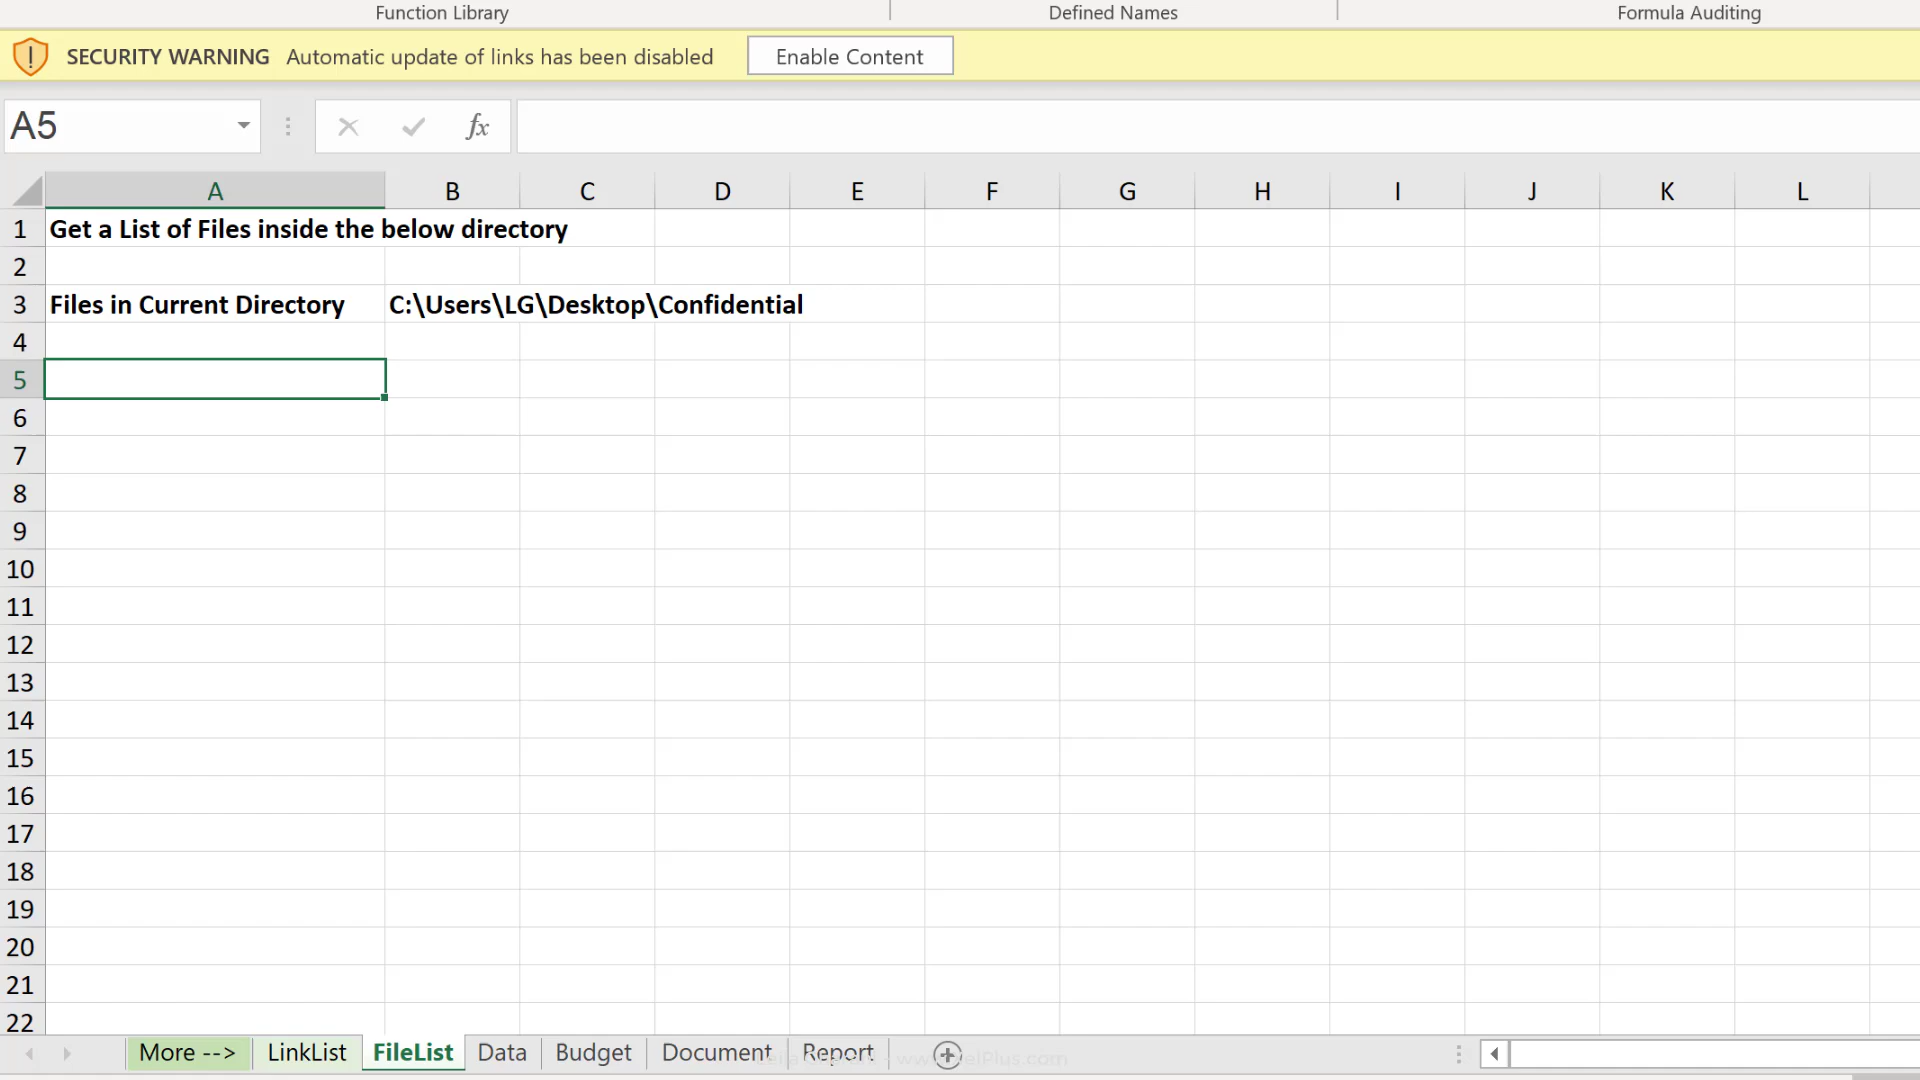 Function Library Defined Names Formula Auditing
SECURITY WARNING Automatic update of links has been disabled Enable Content
A5 fx
A B C D E F G H I J K L
1 Get a List of Files inside the below directory
2
3 Files in Current Directory C:\Users\LG\Desktop\Confidential
4
5
6
7
8
9
10
11
12
13
14
15
16
17
18
19
20
21
22
More --> LinkList FileList Data Budget Document Report